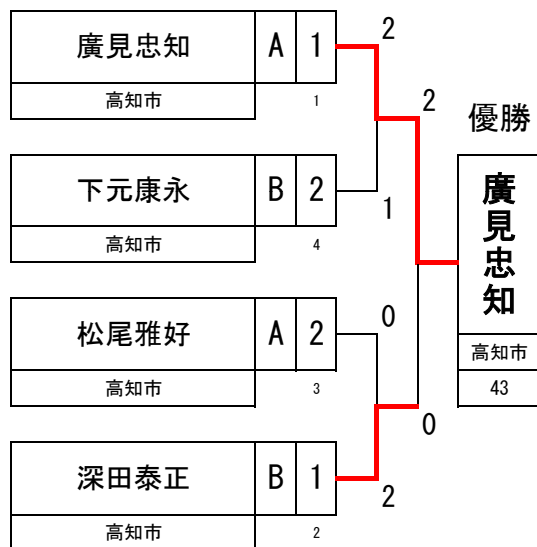 廣見忠知 A 1
高知市 1
下元康永 B 2
高知市 4
松尾雅好 A 2
高知市 3
深田泰正 B 1
高知市 2
2
1
0
2
2
0
優勝
廣見忠知
高知市
43